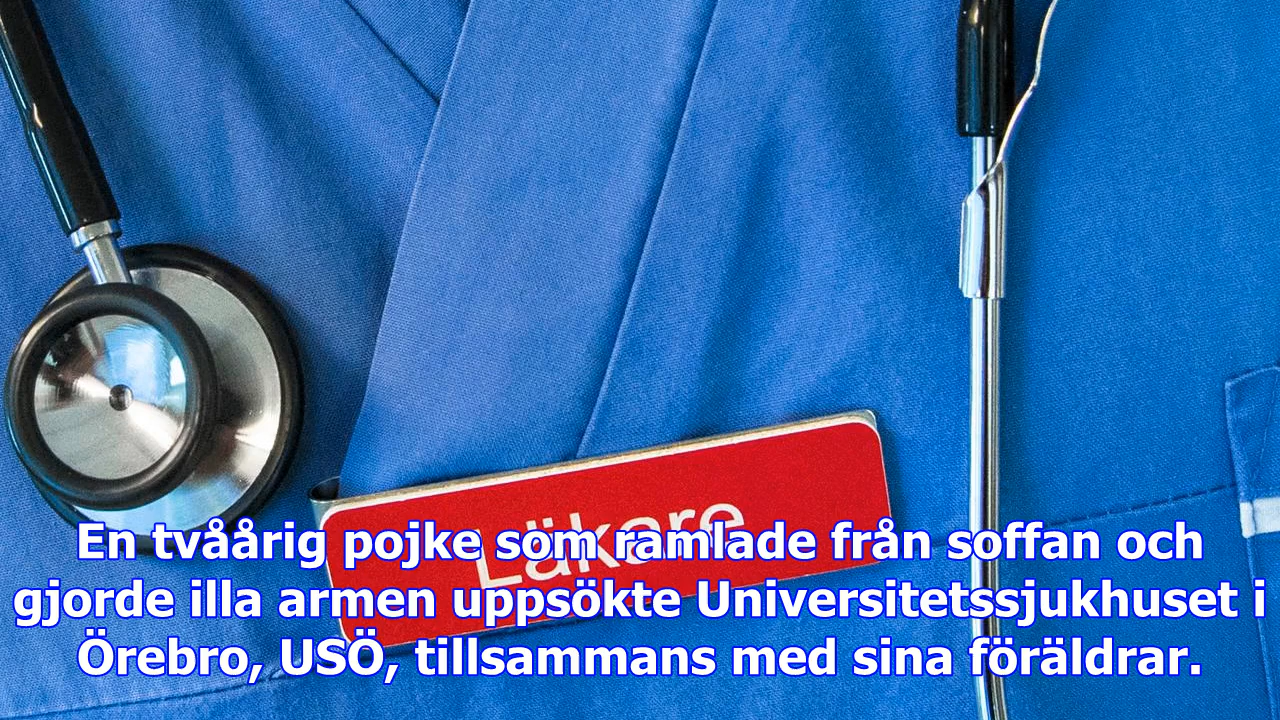 Läkare
En tvåårig pojke som ramlade från soffan och
gjorde illa armen uppsökte Universitetssjukhuset i
Örebro, USÖ, tillsammans med sina föräldrar.